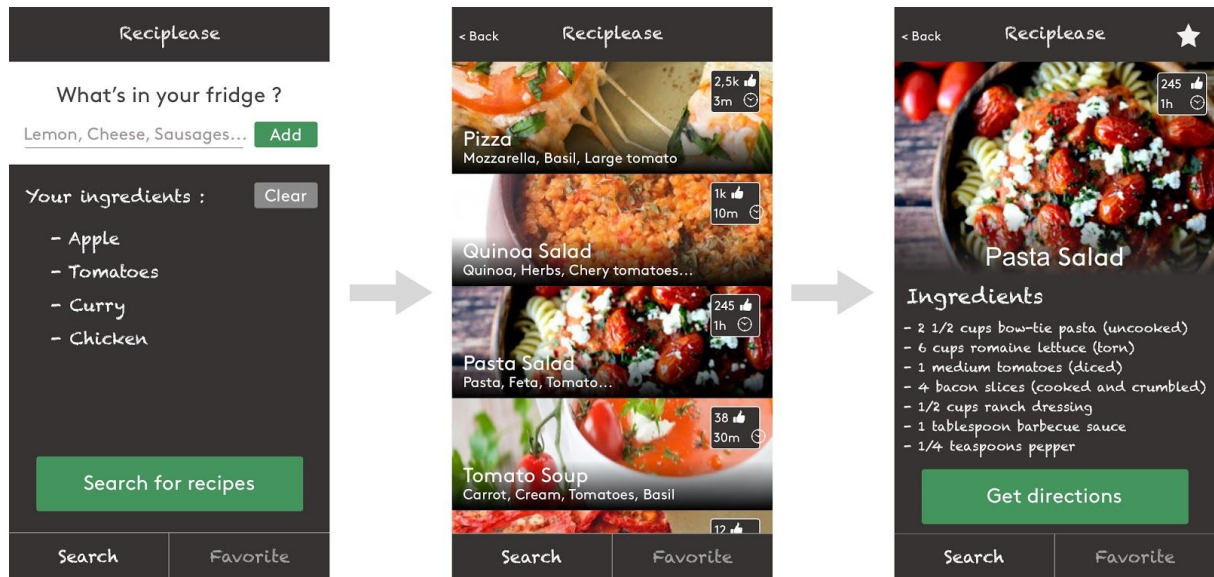 Reciplease
What's in your fridge ?
Lemon, Cheese, Sausages...
Add
Your ingredients :
Clear
- Apple
- Tomatoes
- Curry
- Chicken
Search for recipes
Search
Favorite
< Back
Reciplease
2,5k
3m
Pizza
Mozzarella, Basil, Large tomato
1k
10m
Quinoa Salad
Quinoa, Herbs, Chery tomatoes...
245
1h
Pasta Salad
Pasta, Feta, Tomato...
38
30m
Tomato Soup
Carrot, Cream, Tomatoes, Basil
12
Search
Favorite
< Back
Reciplease
245
1h
Pasta Salad
Ingredients
- 2 1/2 cups bow-tie pasta (uncooked)
- 6 cups romaine lettuce (torn)
- 1 medium tomatoes (diced)
- 4 bacon slices (cooked and crumbled)
- 1/2 cups ranch dressing
- 1 tablespoon barbecue sauce
- 1/4 teaspoons pepper
Get directions
Search
Favorite